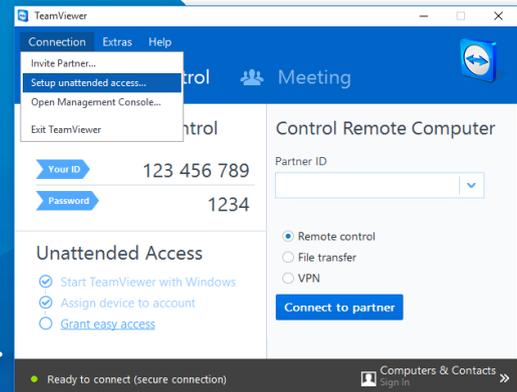 TeamViewer
Connection Extras Help
Invite Partner...
Setup unattended access...
Open Management Console...
Exit TeamViewer
Meeting
Control Remote Computer
Your ID 123 456 789
Password 1234
Partner ID
Remote control
File transfer
VPN
Connect to partner
Unattended Access
Start TeamViewer with Windows
Assign device to account
Grant easy access
Ready to connect (secure connection)
Computers & Contacts
Sign In